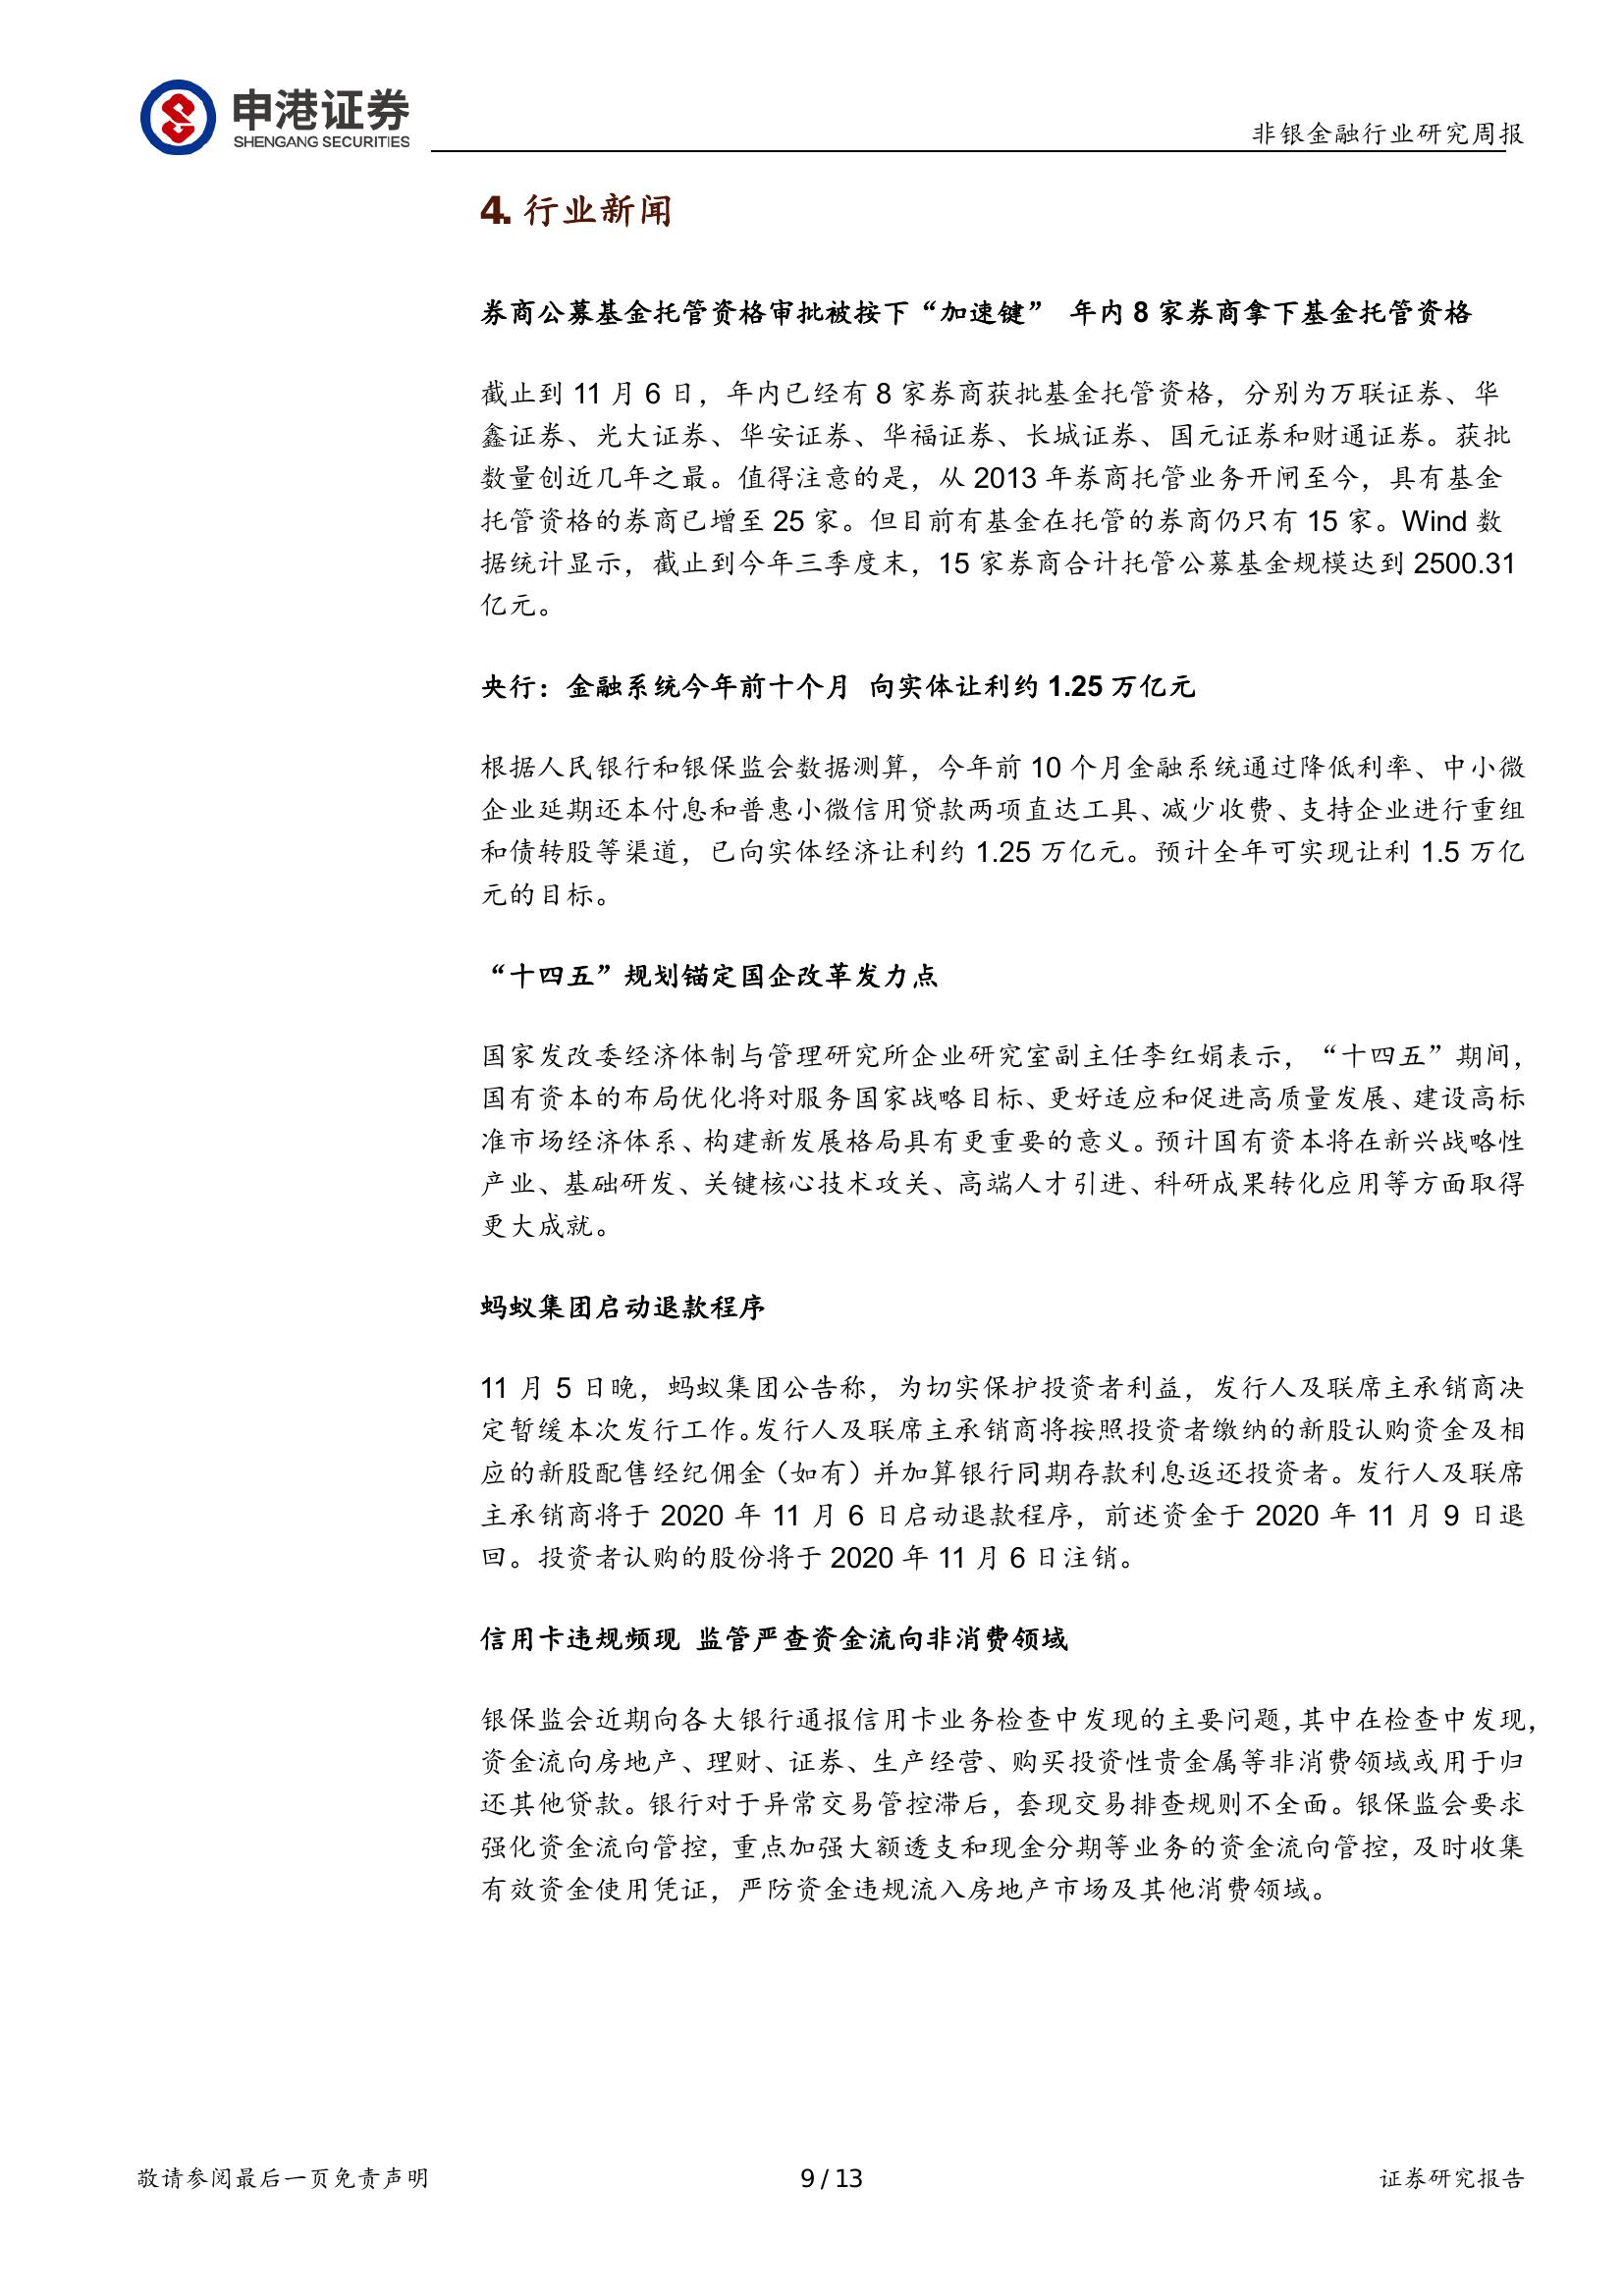 申港证券
SHENGANG SECURITIES
非银金融行业研究周报
4. 行业新闻
券商公募基金托管资格审批被按下“加速键” 年内 8 家券商拿下基金托管资格
截止到 11 月 6 日，年内已经有 8 家券商获批基金托管资格，分别为万联证券、华
鑫证券、光大证券、华安证券、华福证券、长城证券、国元证券和财通证券。获批
数量创近几年之最。值得注意的是，从 2013 年券商托管业务开闸至今，具有基金
托管资格的券商已增至 25 家。但目前有基金在托管的券商仍只有 15 家。Wind 数
据统计显示，截止到今年三季度末，15 家券商合计托管公募基金规模达到 2500.31
亿元。
央行：金融系统今年前十个月 向实体让利约 1.25 万亿元
根据人民银行和银保监会数据测算，今年前 10 个月金融系统通过降低利率、中小微
企业延期还本付息和普惠小微信用贷款两项直达工具、减少收费、支持企业进行重组
和债转股等渠道，已向实体经济让利约 1.25 万亿元。预计全年可实现让利 1.5 万亿
元的目标。
“十四五”规划锚定国企改革发力点
国家发改委经济体制与管理研究所企业研究室副主任李红娟表示，“十四五”期间，
国有资本的布局优化将对服务国家战略目标、更好适应和促进高质量发展、建设高标
准市场经济体系、构建新发展格局具有更重要的意义。预计国有资本将在新兴战略性
产业、基础研发、关键核心技术攻关、高端人才引进、科研成果转化应用等方面取得
更大成就。
蚂蚁集团启动退款程序
11 月 5 日晚，蚂蚁集团公告称，为切实保护投资者利益，发行人及联席主承销商决
定暂缓本次发行工作。发行人及联席主承销商将按照投资者缴纳的新股认购资金及相
应的新股配售经纪佣金（如有）并加算银行同期存款利息返还投资者。发行人及联席
主承销商将于 2020 年 11 月 6 日启动退款程序，前述资金于 2020 年 11 月 9 日退
回。投资者认购的股份将于 2020 年 11 月 6 日注销。
信用卡违规频现 监管严查资金流向非消费领域
银保监会近期向各大银行通报信用卡业务检查中发现的主要问题，其中在检查中发现，
资金流向房地产、理财、证券、生产经营、购买投资性贵金属等非消费领域或用于归
还其他贷款。银行对于异常交易管控滞后，套现交易排查规则不全面。银保监会要求
强化资金流向管控，重点加强大额透支和现金分期等业务的资金流向管控，及时收集
有效资金使用凭证，严防资金违规流入房地产市场及其他消费领域。
敬请参阅最后一页免责声明
9 / 13
证券研究报告